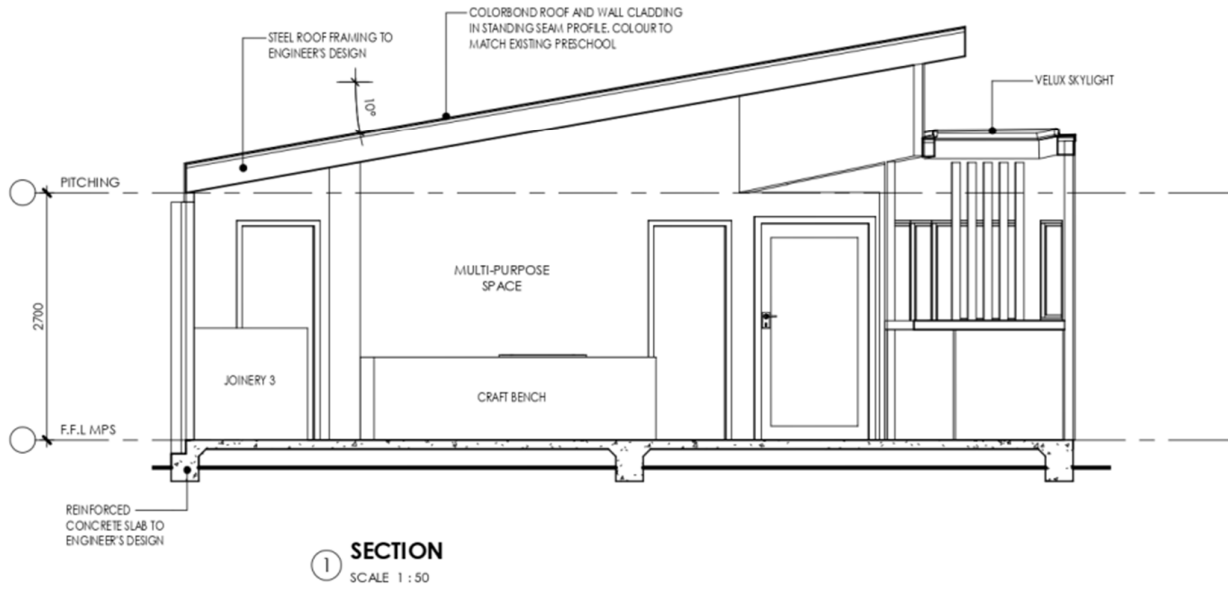 COLORBOND ROOF AND WALL CLADDING
IN STANDING SEAM PROFILE. COLOUR TO
MATCH EXISTING PRESCHOOL
STEEL ROOF FRAMING TO
ENGINEER'S DESIGN
10°
VELUX SKYLIGHT
PITCHING
2700
MULTI-PURPOSE
SPACE
JOINERY 3
CRAFT BENCH
F.F.L MPS
REINFORCED
CONCRETE SLAB TO
ENGINEER'S DESIGN
1 SECTION
SCALE 1 : 50